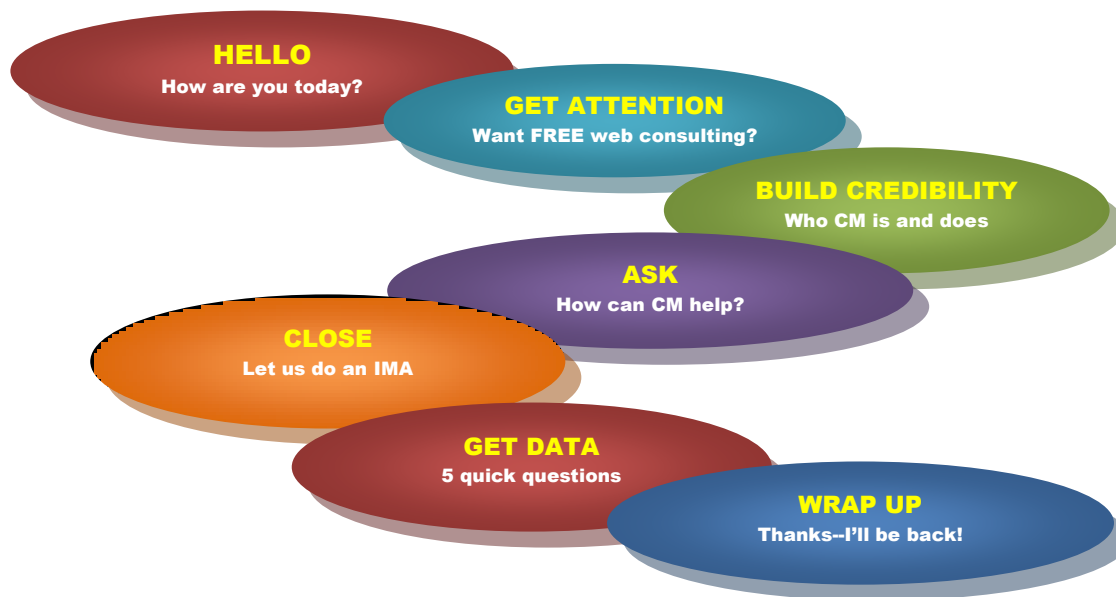 HELLO
How are you today?
GET ATTENTION
Want FREE web consulting?
BUILD CREDIBILITY
Who CM is and does
ASK
How can CM help?
CLOSE
Let us do an IMA
GET DATA
5 quick questions
WRAP UP
Thanks--I’ll be back!